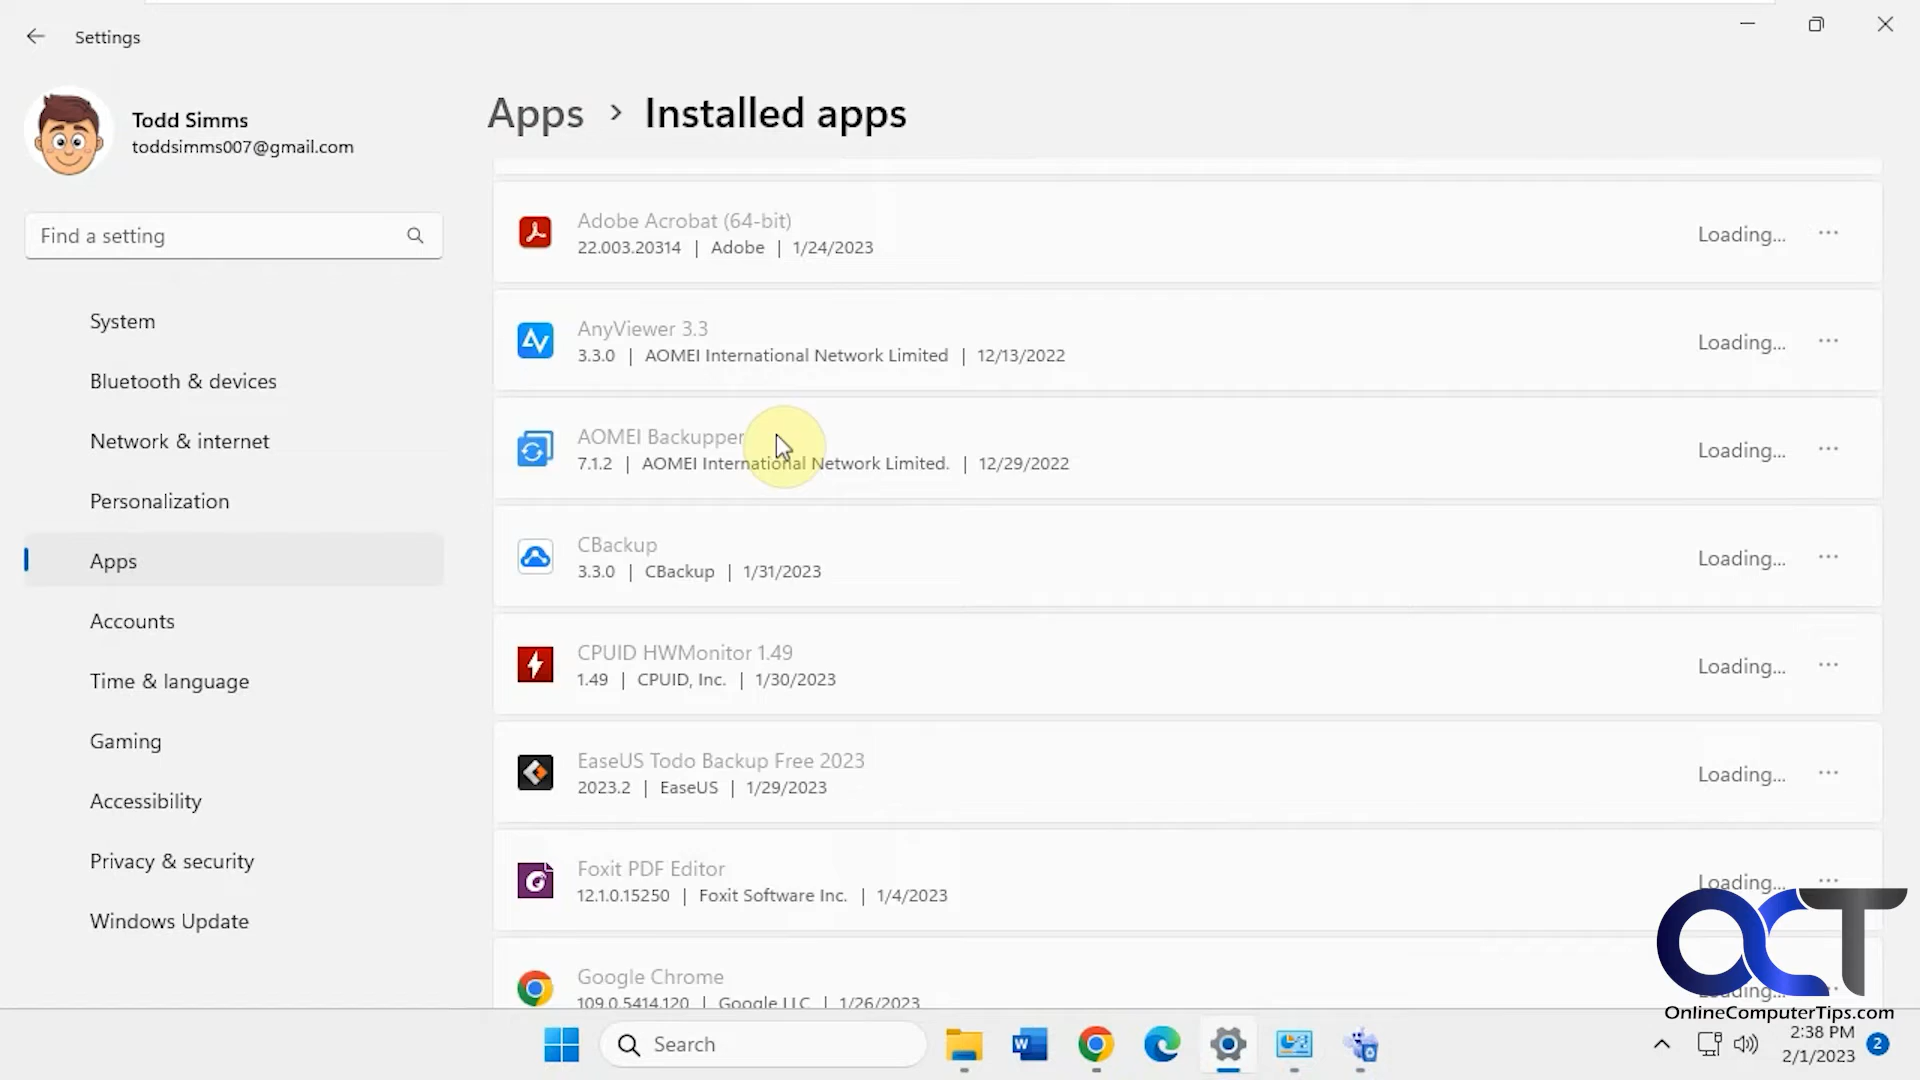 Settings
Todd Simms
toddsimms007@gmail.com
Find a setting
System
Bluetooth & devices
Network & internet
Personalization
Apps
Accounts
Time & language
Gaming
Accessibility
Privacy & security
Windows Update
Apps > Installed apps
Adobe Acrobat (64-bit)
22.003.20314 | Adobe | 1/24/2023
Loading...
AnyViewer 3.3
3.3.0 | AOMEI International Network Limited | 12/13/2022
Loading...
AOMEI Backupper
7.1.2 | AOMEI International Network Limited. | 12/29/2022
Loading...
CBackup
3.3.0 | CBackup | 1/31/2023
Loading...
CPUID HWMonitor 1.49
1.49 | CPUID, Inc. | 1/30/2023
Loading...
EaseUS Todo Backup Free 2023
2023.2 | EaseUS | 1/29/2023
Loading...
Foxit PDF Editor
12.1.0.15250 | Foxit Software Inc. | 1/4/2023
Loading...
Google Chrome
109.0.5414.120 | Google LLC | 1/26/2023
Loading...
OCT
OnlineComputerTips.com
Search
W
2:38 PM
2/1/2023
2